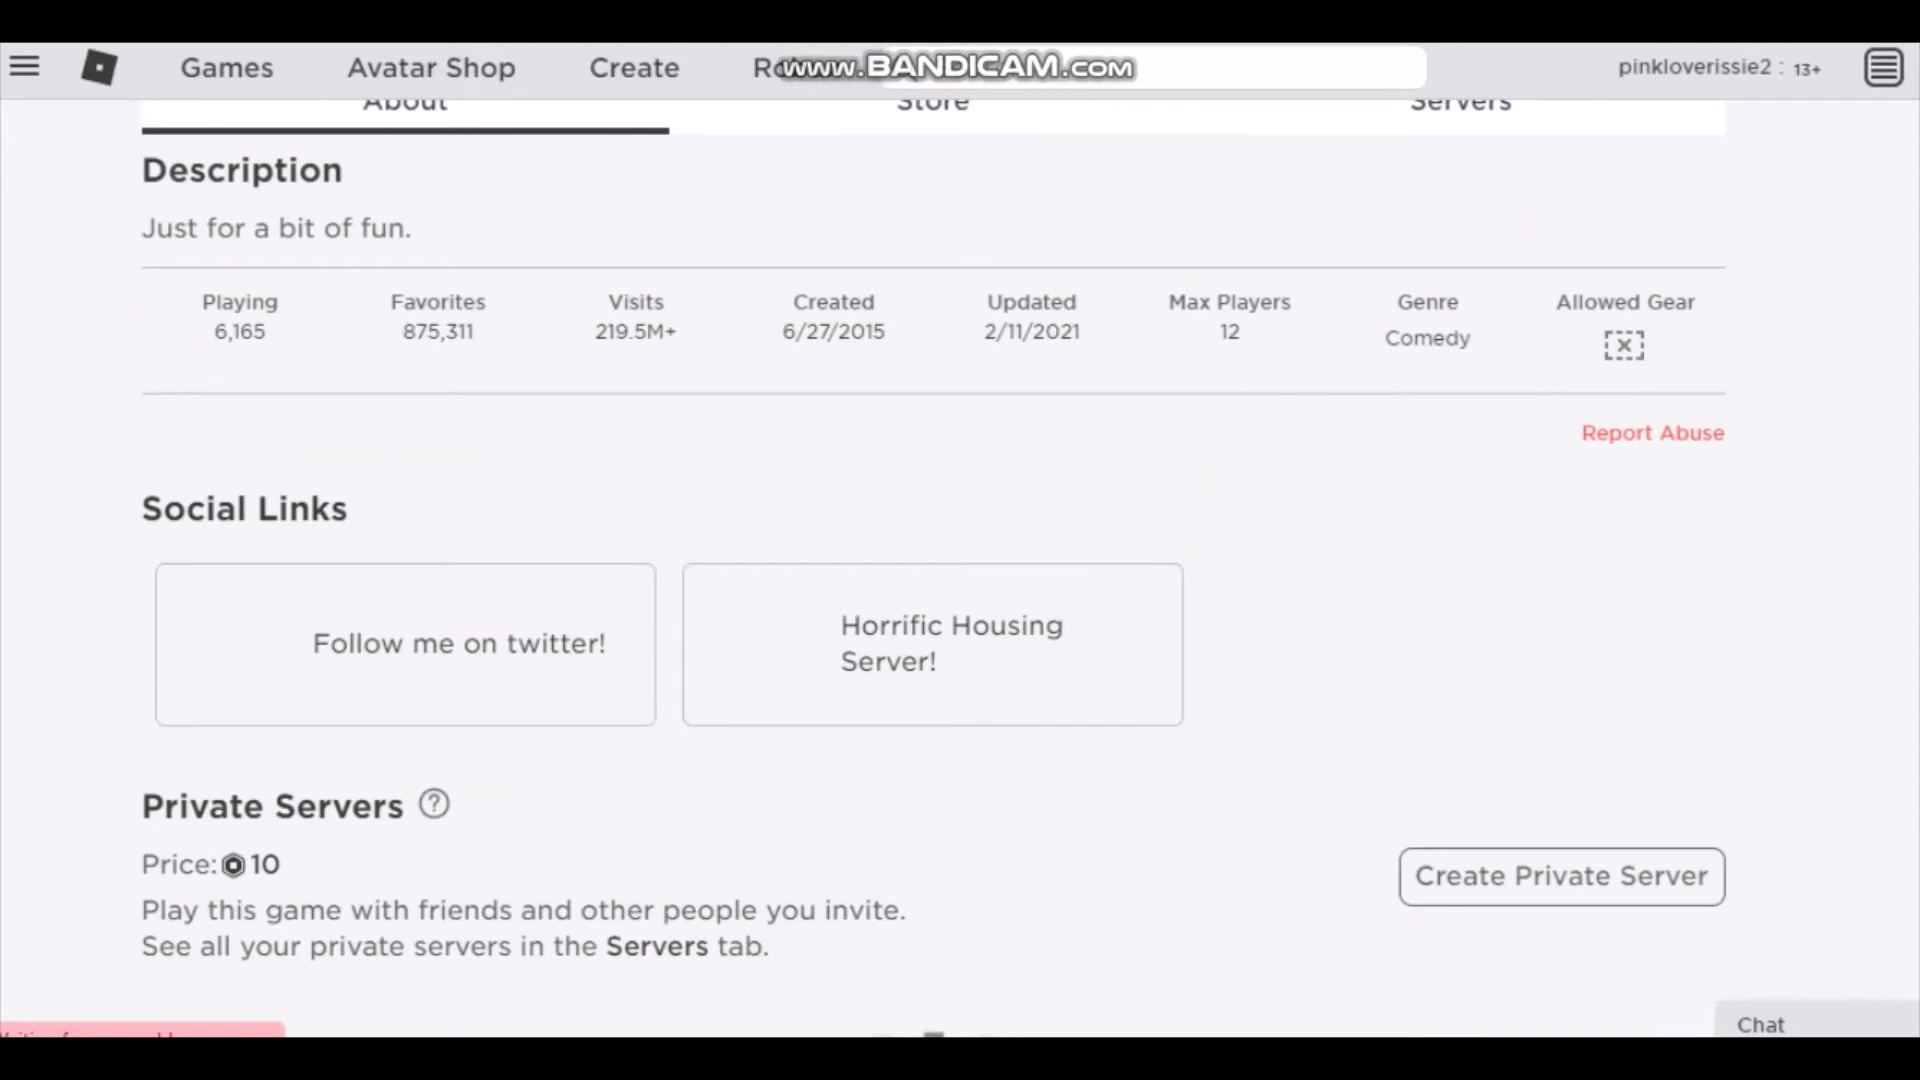 Games Avatar Shop Create Ro
www.BANDICAM.com
pinkloverissie2 : 13+
About Store Servers
Description
Just for a bit of fun.
Playing Favorites Visits Created Updated Max Players Genre Allowed Gear
6,165 875,311 219.5M+ 6/27/2015 2/11/2021 12 Comedy
Report Abuse
Social Links
Follow me on twitter!
Horrific Housing
Server!
Private Servers ?
Price: 10
Create Private Server
Play this game with friends and other people you invite.
See all your private servers in the Servers tab.
Chat